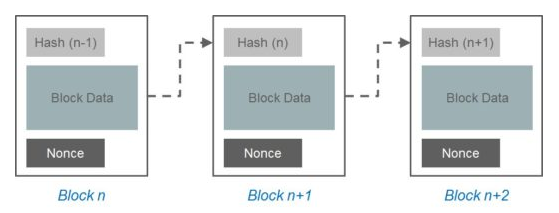 Hash (n-1)
Hash (n)
Hash (n+1)
Block Data
Block Data
Block Data
Nonce
Nonce
Nonce
Block n
Block n+1
Block n+2